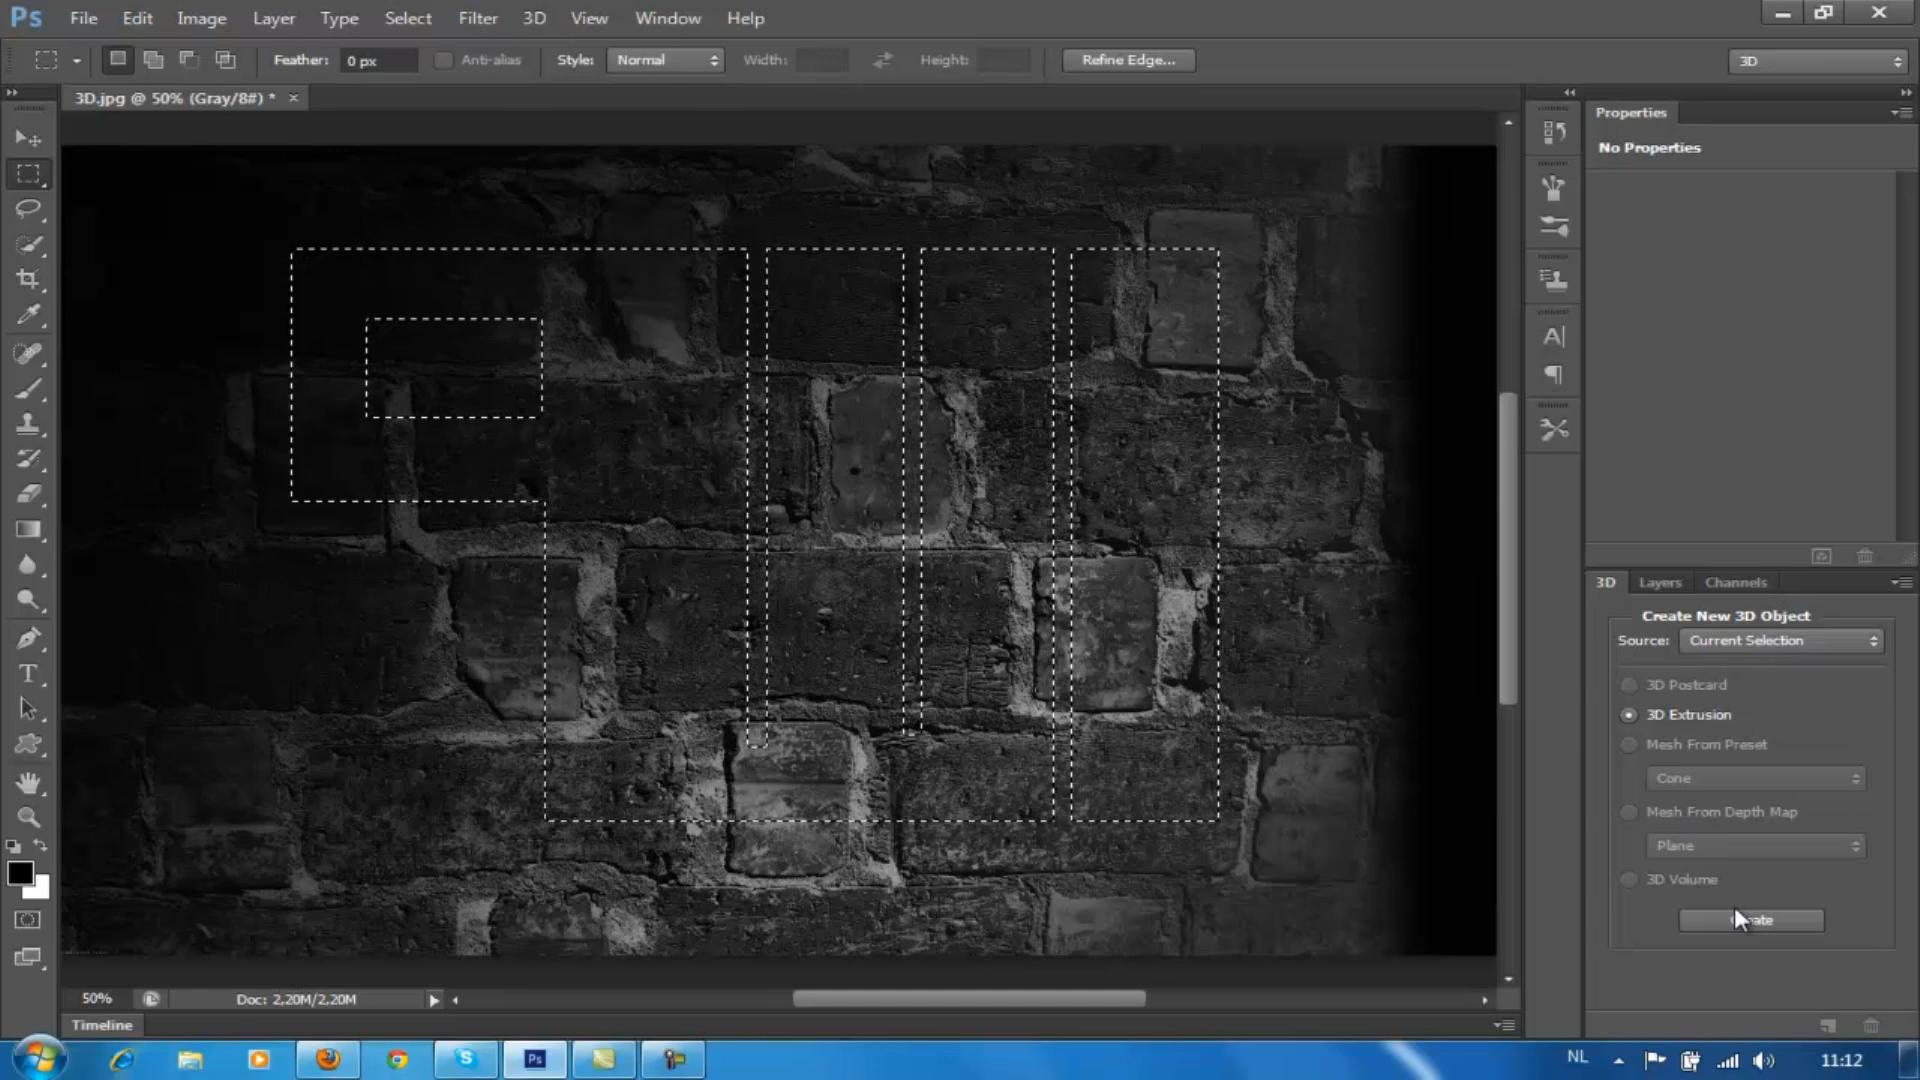 Ps File Edit Image Layer Type Select Filter 3D View Window Help
Feather: 0 px Anti-alias Style: Normal Width: Height: Refine Edge... 3D
3D.jpg @ 50% (Gray/8#) * ×
Properties
No Properties
3D Layers Channels
Create New 3D Object
Source: Current Selection
3D Postcard
3D Extrusion
Mesh From Preset
Cone
Mesh From Depth Map
Plane
3D Volume
50% Doc: 2,20M/2,20M
Timeline
Ps NL 11:12